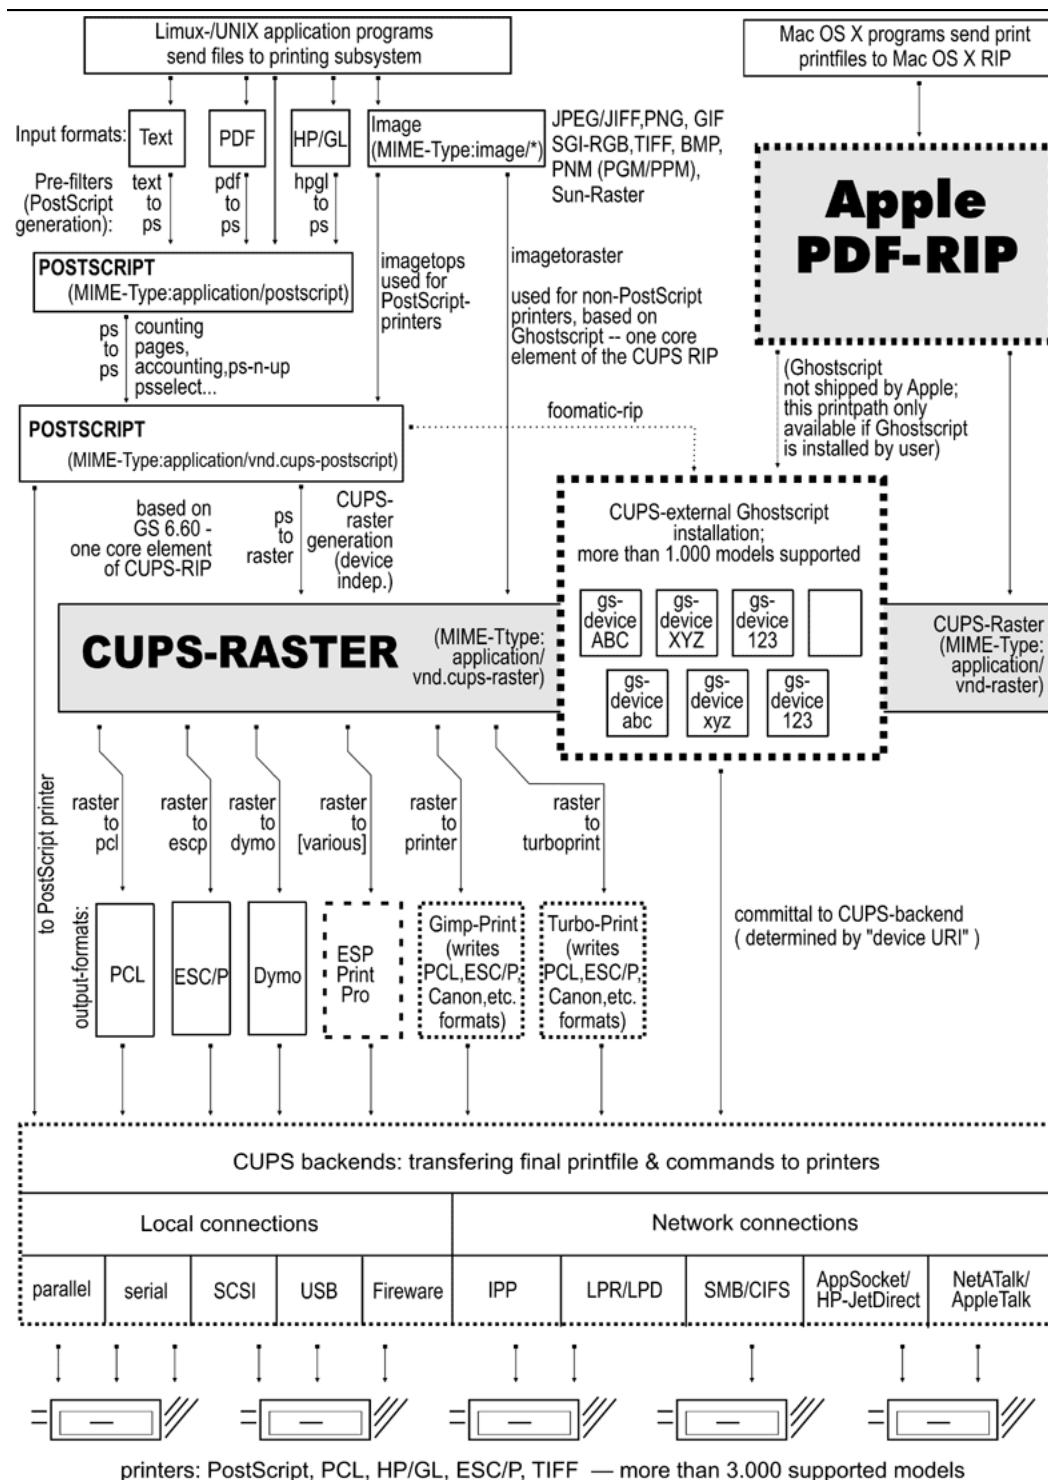 Limux-/UNIX application programs
send files to printing subsystem
Mac OS X programs send print
printfiles to Mac OS X RIP
Input formats:
Text
PDF
HP/GL
Image
(MIME-Type:image/*)
JPEG/JIFF,PNG, GIF
SGI-RGB,TIFF, BMP,
PNM (PGM/PPM),
Sun-Raster
Pre-filters
(PostScript
generation):
text
to
ps
pdf
to
ps
hpgl
to
ps
Apple
PDF-RIP
POSTSCRIPT
(MIME-Type:application/postscript)
imagetops
used for
PostScript-
printers
imagetoraster
used for non-PostScript
printers, based on
Ghostscript -- one core
element of the CUPS RIP
ps
to
ps
counting
pages,
accounting,ps-n-up
psselect...
(Ghostscript
not shipped by Apple;
this printpath only
available if Ghostscript
is installed by user)
foomatic-rip
POSTSCRIPT
(MIME-Type:application/vnd.cups-postscript)
based on
GS 6.60 -
one core element
of CUPS-RIP
ps
to
raster
CUPS-
raster
generation
(device
indep.)
CUPS-external Ghostscript
installation;
more than 1.000 models supported
gs-
device
ABC
gs-
device
XYZ
gs-
device
123
gs-
device
abc
gs-
device
xyz
gs-
device
123
CUPS-RASTER
(MIME-Ttype:
application/
vnd.cups-raster)
CUPS-Raster
(MIME-Type:
application/
vnd-raster)
to PostScript printer
raster
to
pcl
raster
to
escp
raster
to
dymo
raster
to
[various]
raster
to
printer
raster
to
turboprint
output-formats:
PCL
ESC/P
Dymo
ESP
Print
Pro
Gimp-Print
(writes
PCL,ESC/P,
Canon,etc.
formats)
Turbo-Print
(writes
PCL,ESC/P,
Canon,etc.
formats)
committal to CUPS-backend
( determined by "device URI" )
CUPS backends: transfering final printfile & commands to printers
Local connections
Network connections
parallel
serial
SCSI
USB
Fireware
IPP
LPR/LPD
SMB/CIFS
AppSocket/
HP-JetDirect
NetATalk/
AppleTalk
printers: PostScript, PCL, HP/GL, ESC/P, TIFF — more than 3.000 supported models